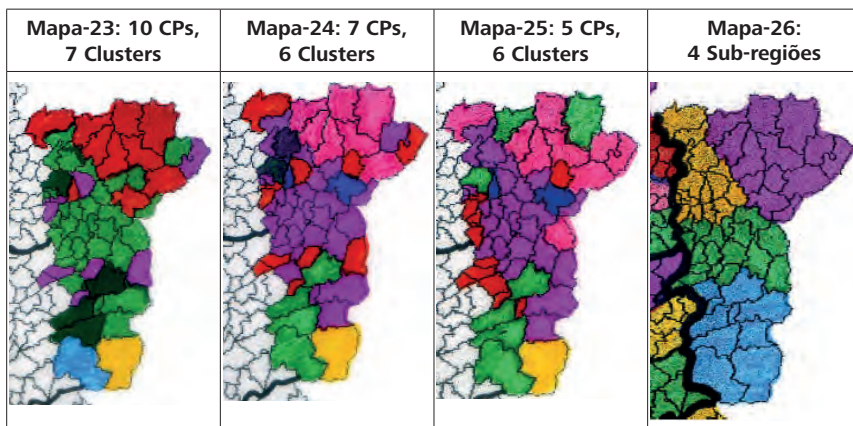 Mapa-23: 10 CPs,
7 Clusters
Mapa-24: 7 CPs,
6 Clusters
Mapa-25: 5 CPs,
6 Clusters
Mapa-26:
4 Sub-regiões